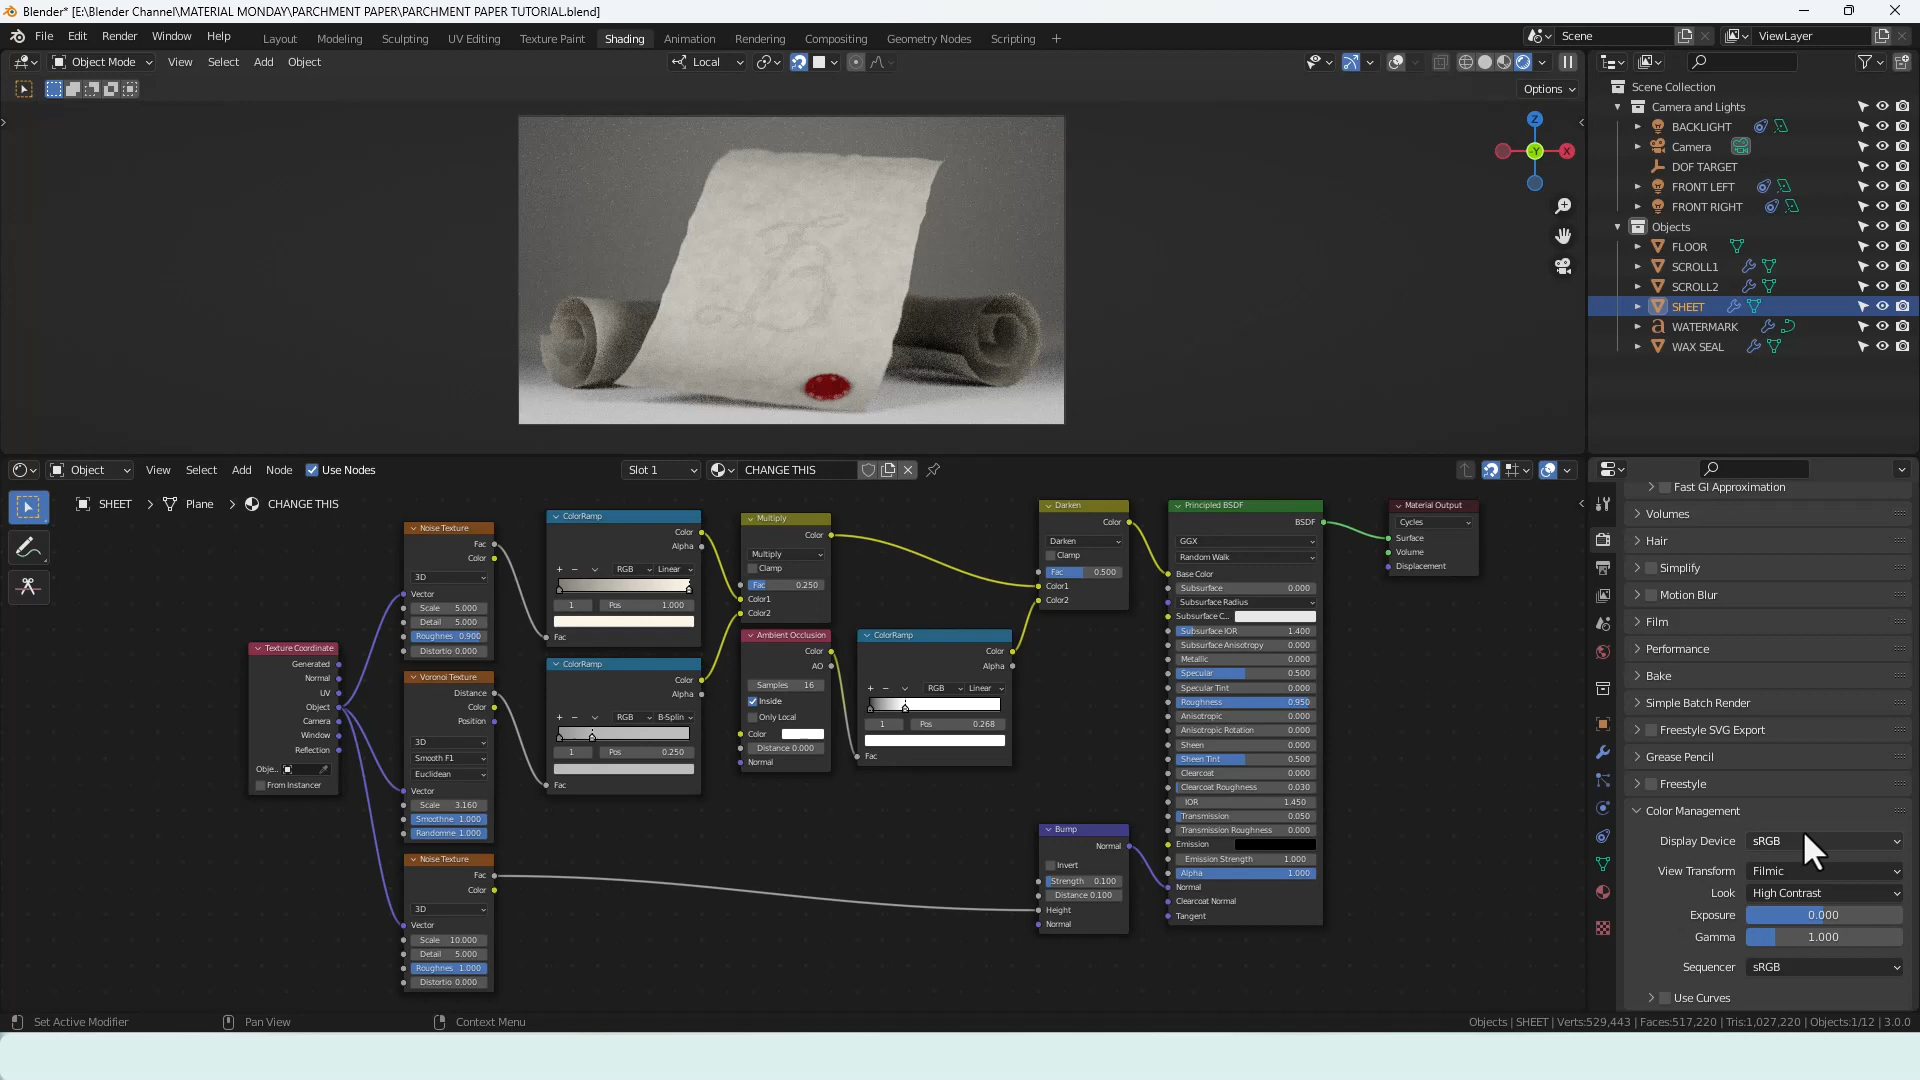 Blender* [E:\Blender Channel\MATERIAL MONDAY\PARCHMENT PAPER\PARCHMENT PAPER TUTORIAL.blend]
File Edit Render Window Help Layout Modeling Sculpting UV Editing Texture Paint Shading Animation Rendering Compositing Geometry Nodes Scripting + Scene ViewLayer
Object Mode View Select Add Object Local
Options
Z
-Y X
Scene Collection
Camera and Lights
BACKLIGHT
Camera
DOF TARGET
FRONT LEFT
FRONT RIGHT
Objects
FLOOR
SCROLL1
SCROLL2
SHEET
WATERMARK
WAX SEAL
Object View Select Add Node Use Nodes Slot 1 CHANGE THIS
SHEET > Plane > CHANGE THIS
Texture Coordinate
Generated
Normal
UV
Object
Camera
Window
Reflection
Obje..
From Instancer
Noise Texture
Fac
Color
3D
Vector
Scale 5.000
Detail 5.000
Roughnes 0.900
Distortio 0.000
Voronoi Texture
Distance
Color
Position
3D
Smooth F1
Euclidean
Vector
Scale 3.160
Smoothne 1.000
Randomne 1.000
Noise Texture
Fac
Color
3D
Vector
Scale 10.000
Detail 5.000
Roughnes 1.000
Distortio 0.000
ColorRamp
Color
Alpha
+ − RGB Linear
1 Pos 1.000
Fac
ColorRamp
Color
Alpha
+ − RGB B-Splin
1 Pos 0.250
Fac
Multiply
Color
Multiply
Clamp
Fac 0.250
Color1
Color2
Ambient Occlusion
Color
AO
Samples 16
Inside
Only Local
Color
Distance 0.000
Normal
ColorRamp
Color
Alpha
+ − RGB Linear
1 Pos 0.268
Fac
Darken
Color
Darken
Clamp
Fac 0.500
Color1
Color2
Bump
Normal
Invert
Strength 0.100
Distance 0.100
Height
Normal
Principled BSDF
BSDF
GGX
Random Walk
Base Color
Subsurface 0.000
Subsurface Radius
Subsurface C...
Subsurface IOR 1.400
Subsurface Anisotropy 0.000
Metallic 0.000
Specular 0.500
Specular Tint 0.000
Roughness 0.950
Anisotropic 0.000
Anisotropic Rotation 0.000
Sheen 0.000
Sheen Tint 0.500
Clearcoat 0.000
Clearcoat Roughness 0.030
IOR 1.450
Transmission 0.050
Transmission Roughness 0.000
Emission
Emission Strength 1.000
Alpha 1.000
Normal
Clearcoat Normal
Tangent
Material Output
Cycles
Surface
Volume
Displacement
Fast GI Approximation
Volumes
Hair
Simplify
Motion Blur
Film
Performance
Bake
Simple Batch Render
Freestyle SVG Export
Grease Pencil
Freestyle
Color Management
Display Device sRGB
View Transform Filmic
Look High Contrast
Exposure 0.000
Gamma 1.000
Sequencer sRGB
Use Curves
Set Active Modifier Pan View Context Menu Objects | SHEET | Verts:529,443 | Faces:517,220 | Tris:1,027,220 | Objects:1/12 | 3.0.0